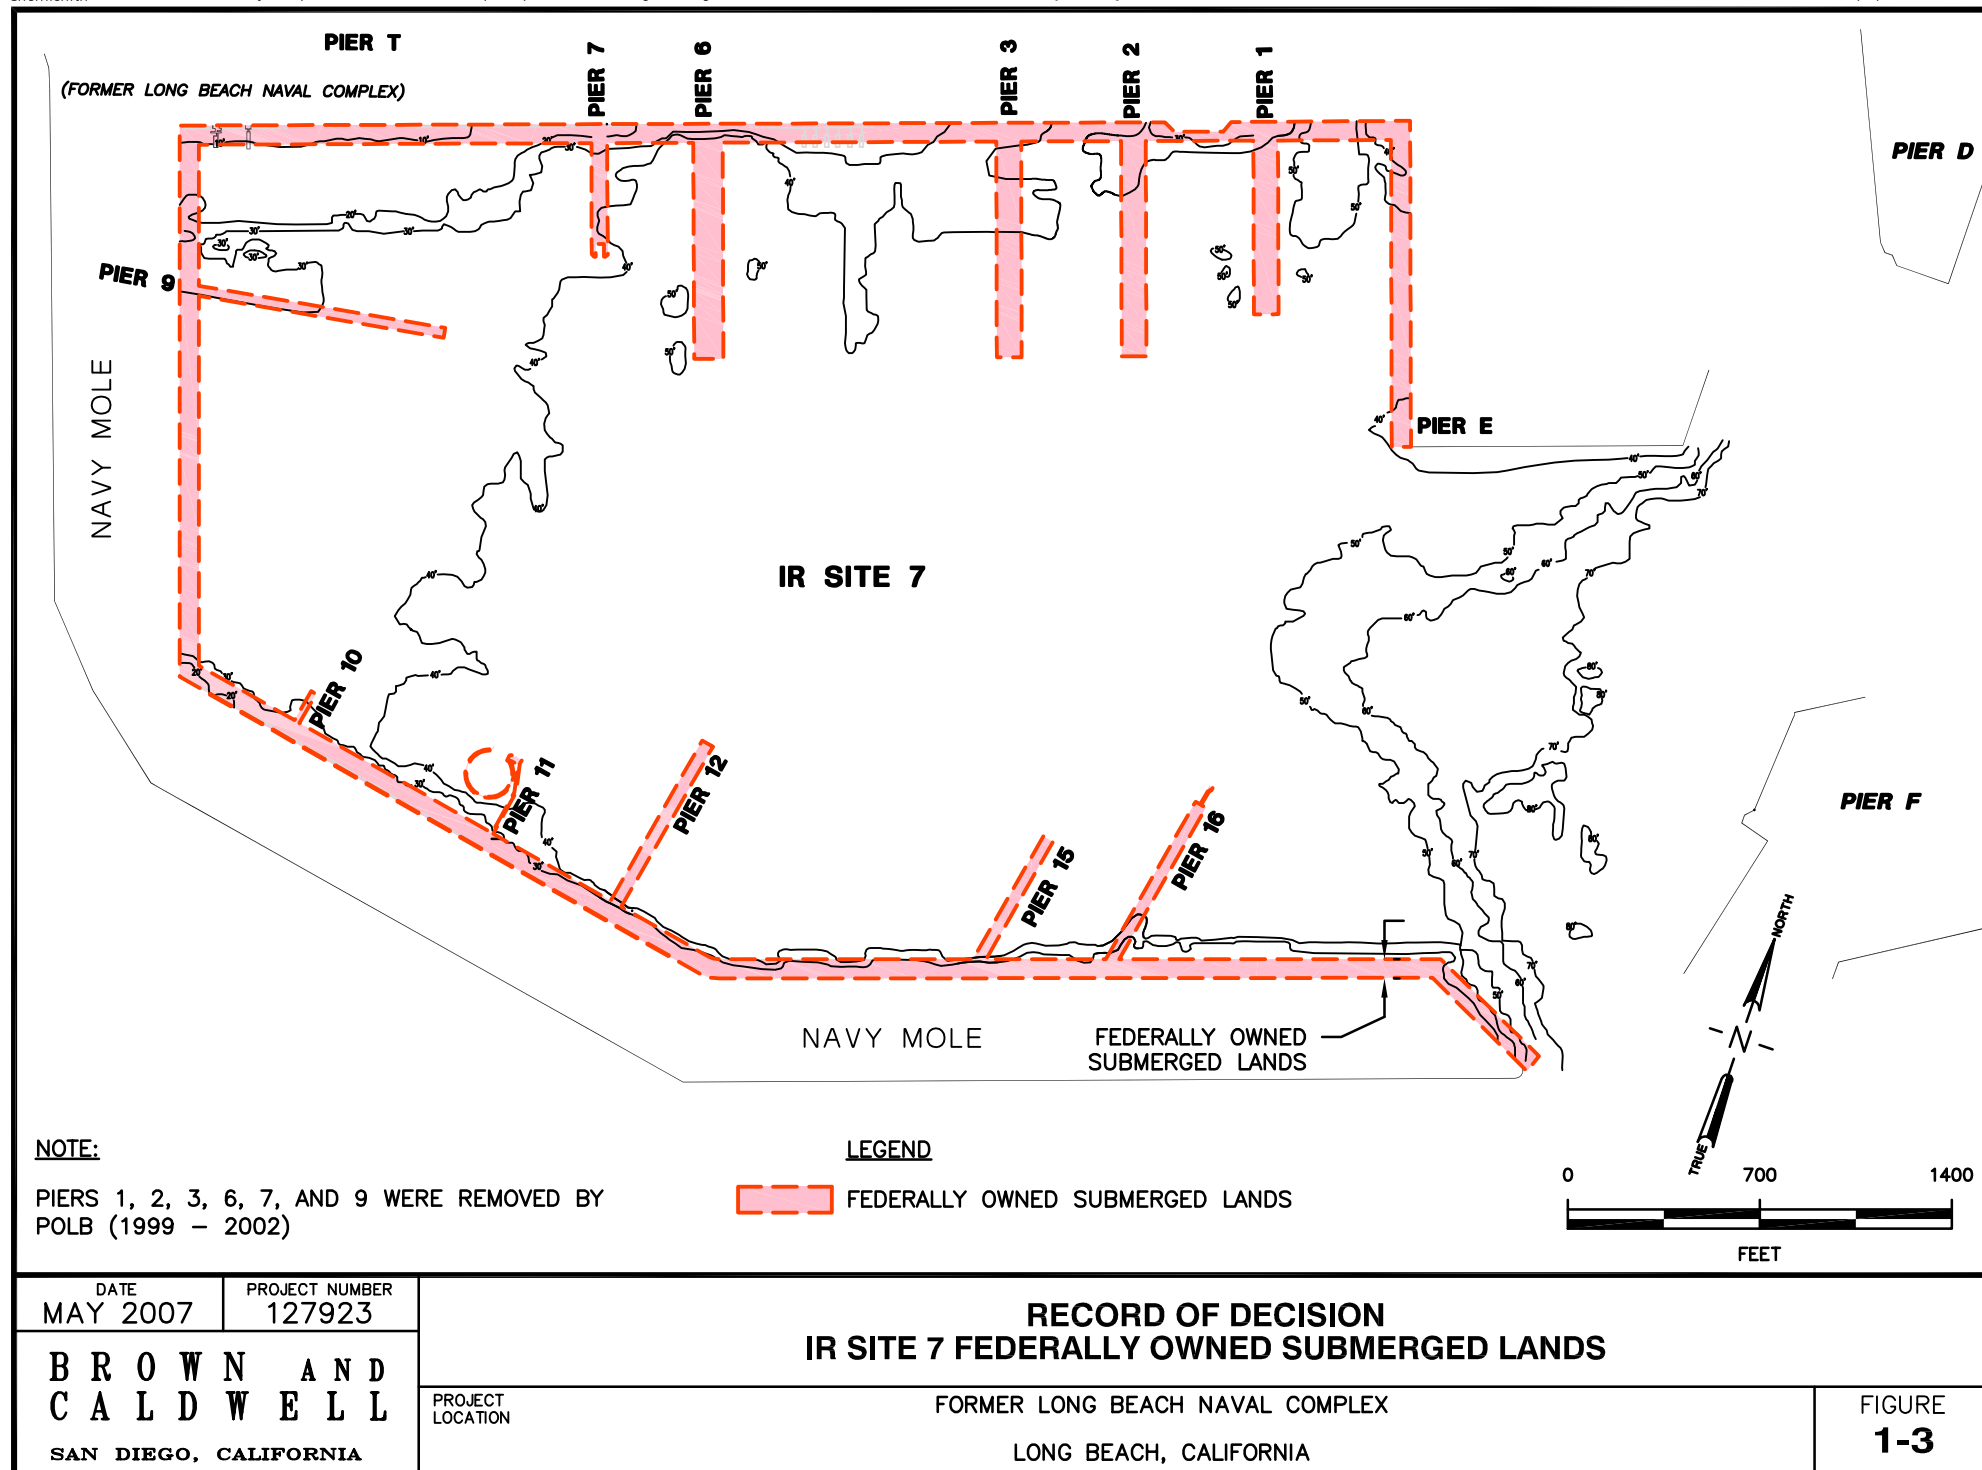 PIER T
(FORMER LONG BEACH NAVAL COMPLEX)
PIER 7
PIER 6
PIER 3
PIER 2
PIER 1
PIER D
PIER 9
NAVY MOLE
PIER E
IR SITE 7
PIER 10
PIER 11
PIER 12
PIER 15
PIER 16
PIER F
NAVY MOLE
FEDERALLY OWNED
SUBMERGED LANDS
NORTH
N
TRUE
NOTE:
PIERS 1, 2, 3, 6, 7, AND 9 WERE REMOVED BY
POLB (1999 – 2002)
LEGEND
FEDERALLY OWNED SUBMERGED LANDS
0 700 1400
FEET
DATE
MAY 2007
PROJECT NUMBER
127923
BROWN AND
CALDWELL
SAN DIEGO, CALIFORNIA
RECORD OF DECISION
IR SITE 7 FEDERALLY OWNED SUBMERGED LANDS
PROJECT
LOCATION
FORMER LONG BEACH NAVAL COMPLEX
LONG BEACH, CALIFORNIA
FIGURE
1-3